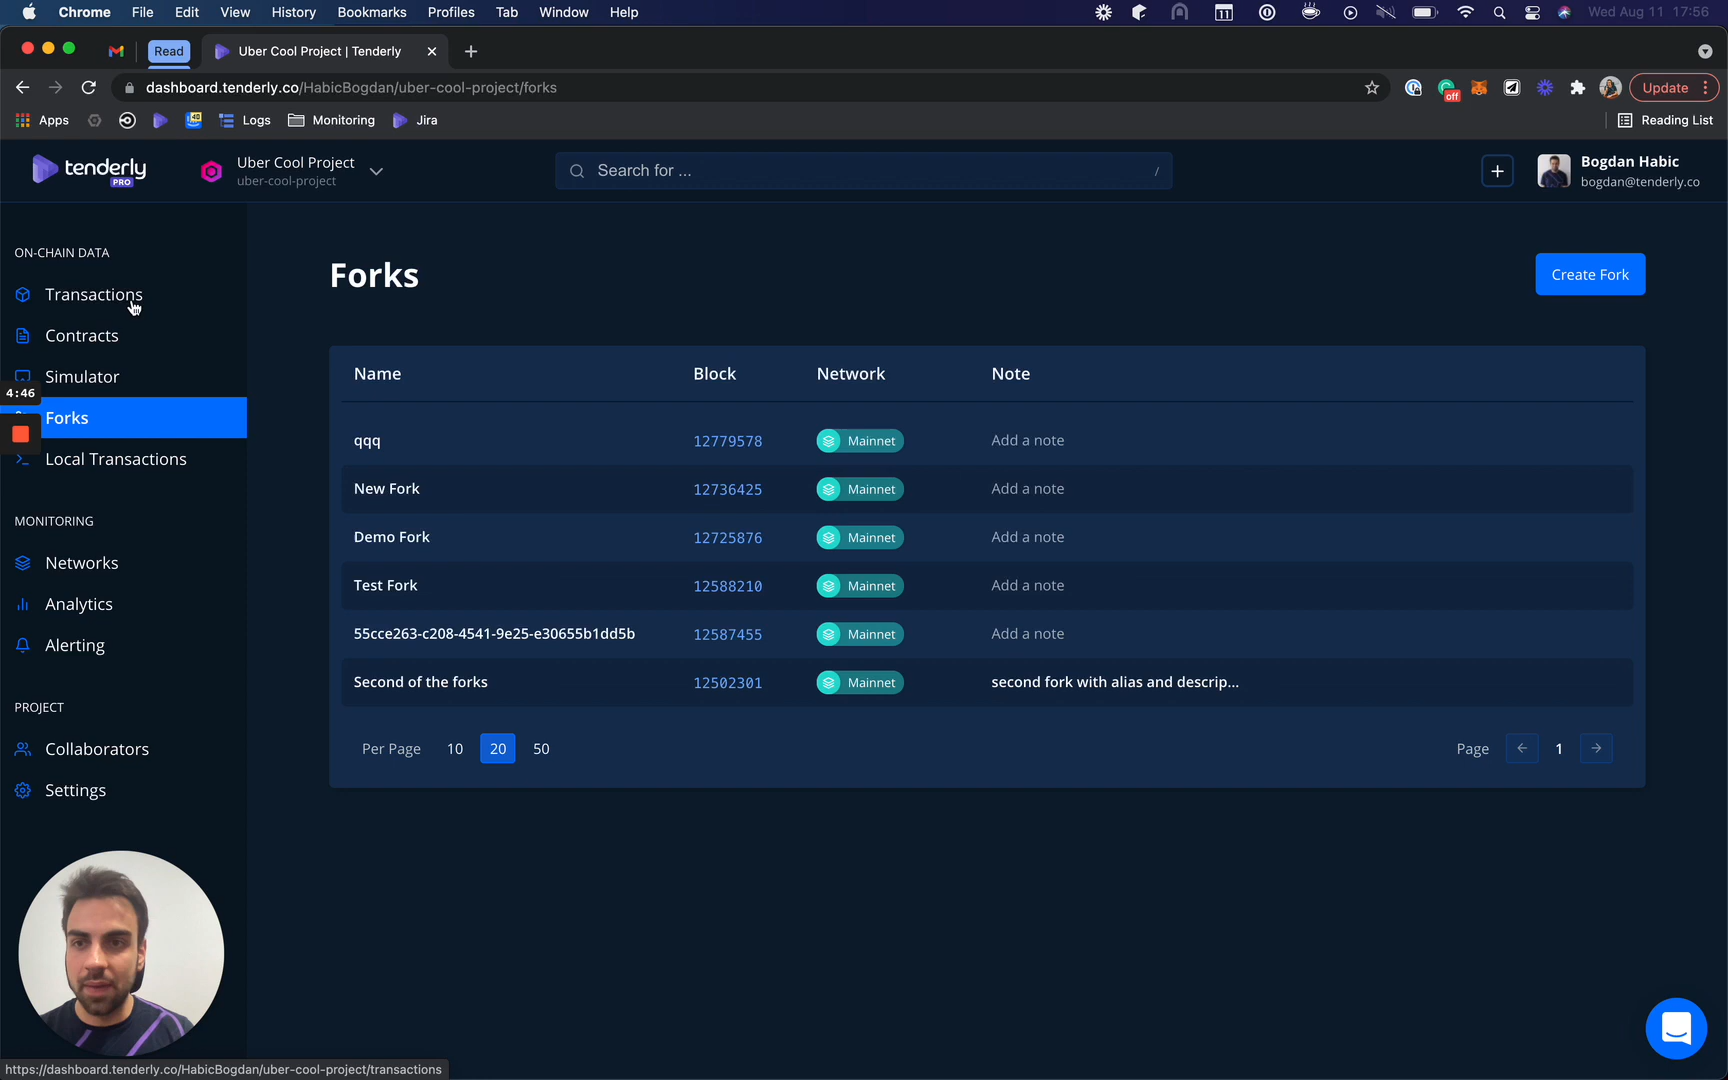 Chrome File Edit View History Bookmarks Profiles Tab Window Help
11
Wed Aug 11 17:56
Read
Uber Cool Project | Tenderly
dashboard.tenderly.co/HabicBogdan/uber-cool-project/forks
off
Update
Apps
Logs
Monitoring
Jira
Reading List
tenderly
PRO
Uber Cool Project
uber-cool-project
Search for ...
/
Bogdan Habic
bogdan@tenderly.co
ON-CHAIN DATA
Transactions
Contracts
Simulator
4:46
Forks
Local Transactions
MONITORING
Networks
Analytics
Alerting
PROJECT
Collaborators
Settings
Forks
Create Fork
Name Block Network Note
qqq 12779578 Mainnet Add a note
New Fork 12736425 Mainnet Add a note
Demo Fork 12725876 Mainnet Add a note
Test Fork 12588210 Mainnet Add a note
55cce263-c208-4541-9e25-e30655b1dd5b 12587455 Mainnet Add a note
Second of the forks 12502301 Mainnet second fork with alias and descrip...
Per Page 10 20 50
Page 1
https://dashboard.tenderly.co/HabicBogdan/uber-cool-project/transactions